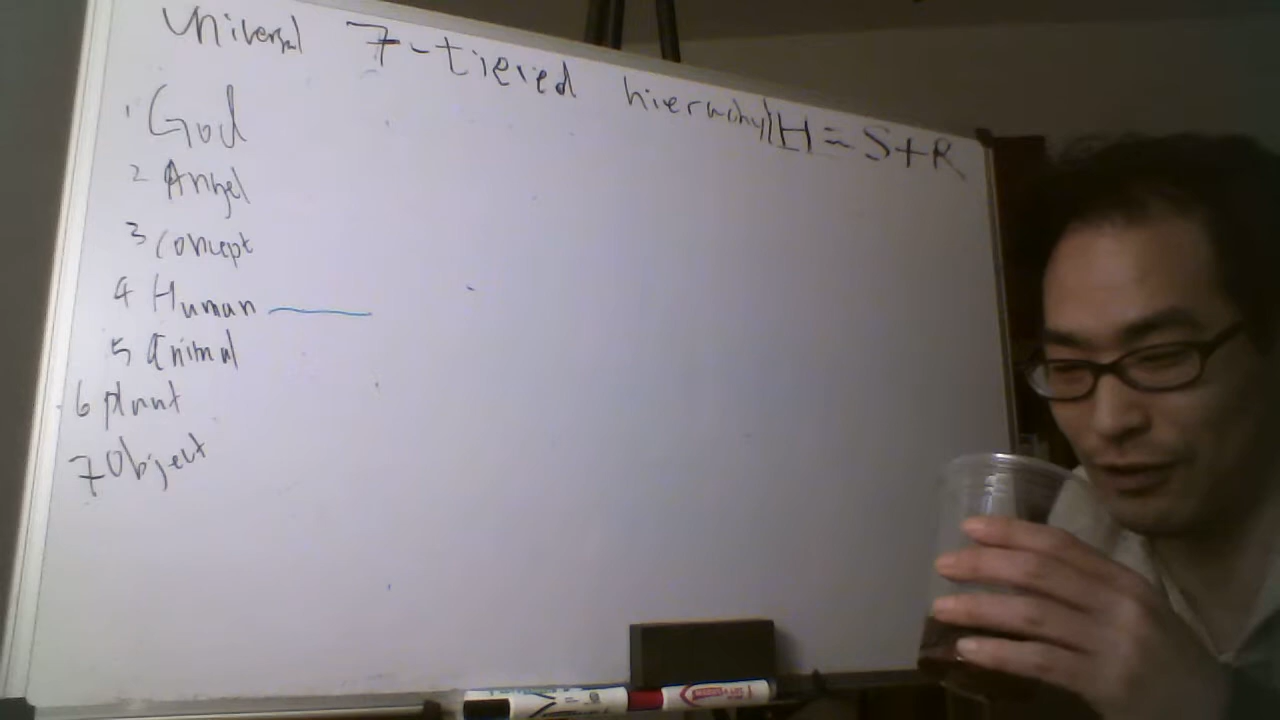 Universal 7-tiered hierarchy H = S+R
1 God
2 Angel
3 concept
4 Human
5 Animal
6 plant
7 Object